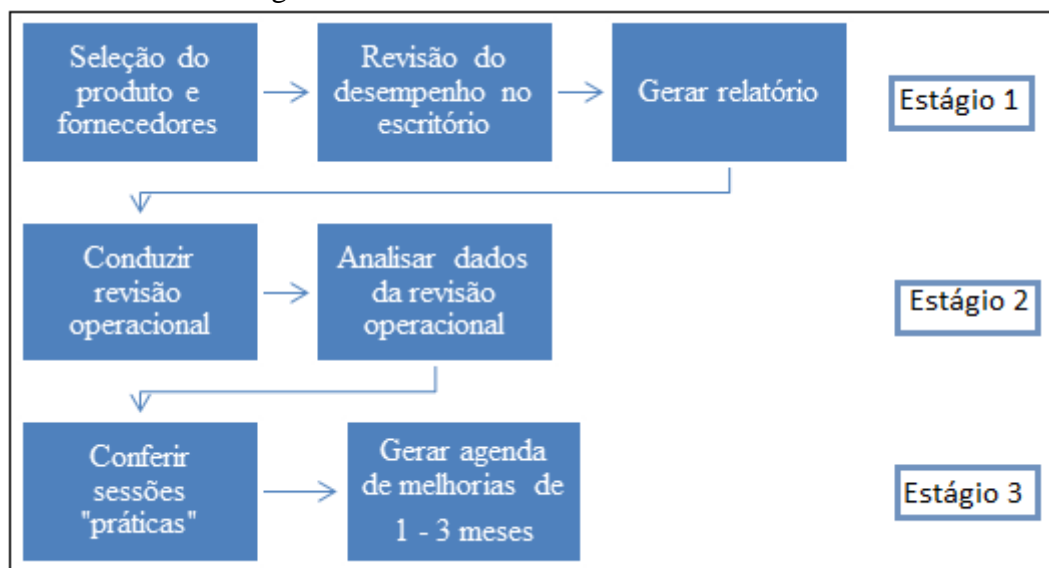 Seleção do
produto e
fornecedores
Revisão do
desempenho no
escritório
Gerar relatório
Estágio 1
Conduzir
revisão
operacional
Analisar dados
da revisão
operacional
Estágio 2
Conferir
sessões
"práticas"
Gerar agenda
de melhorias de
1 - 3 meses
Estágio 3